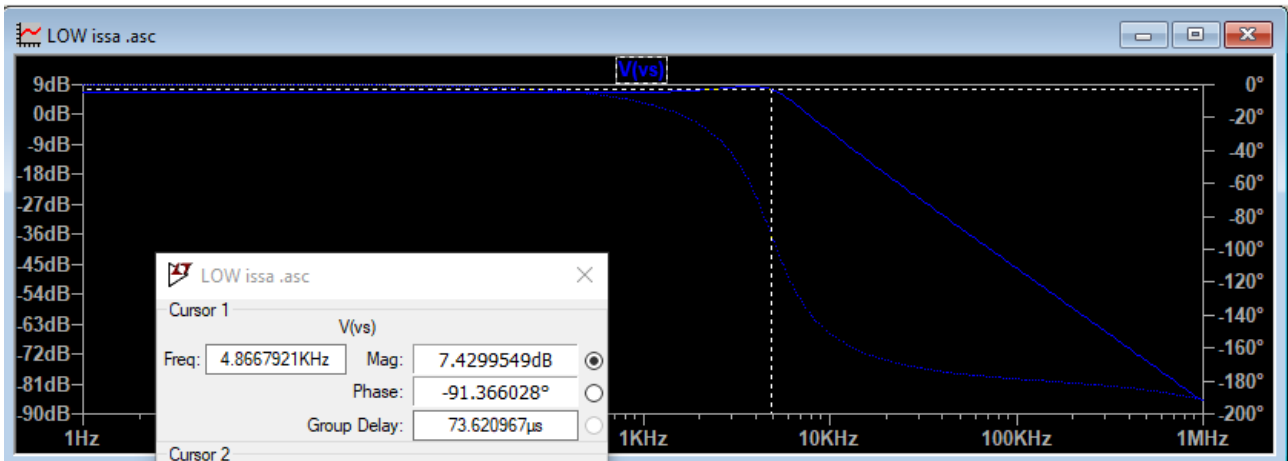 LOW issa .asc
V(vs)
9dB
0dB
-9dB
-18dB
-27dB
-36dB
-45dB
-54dB
-63dB
-72dB
-81dB
-90dB
0°
-20°
-40°
-60°
-80°
-100°
-120°
-140°
-160°
-180°
-200°
1Hz
1KHz
10KHz
100KHz
1MHz
LOW issa .asc
Cursor 1
V(vs)
Freq: 4.8667921KHz Mag: 7.4299549dB
Phase: -91.366028°
Group Delay: 73.620967µs
Cursor 2